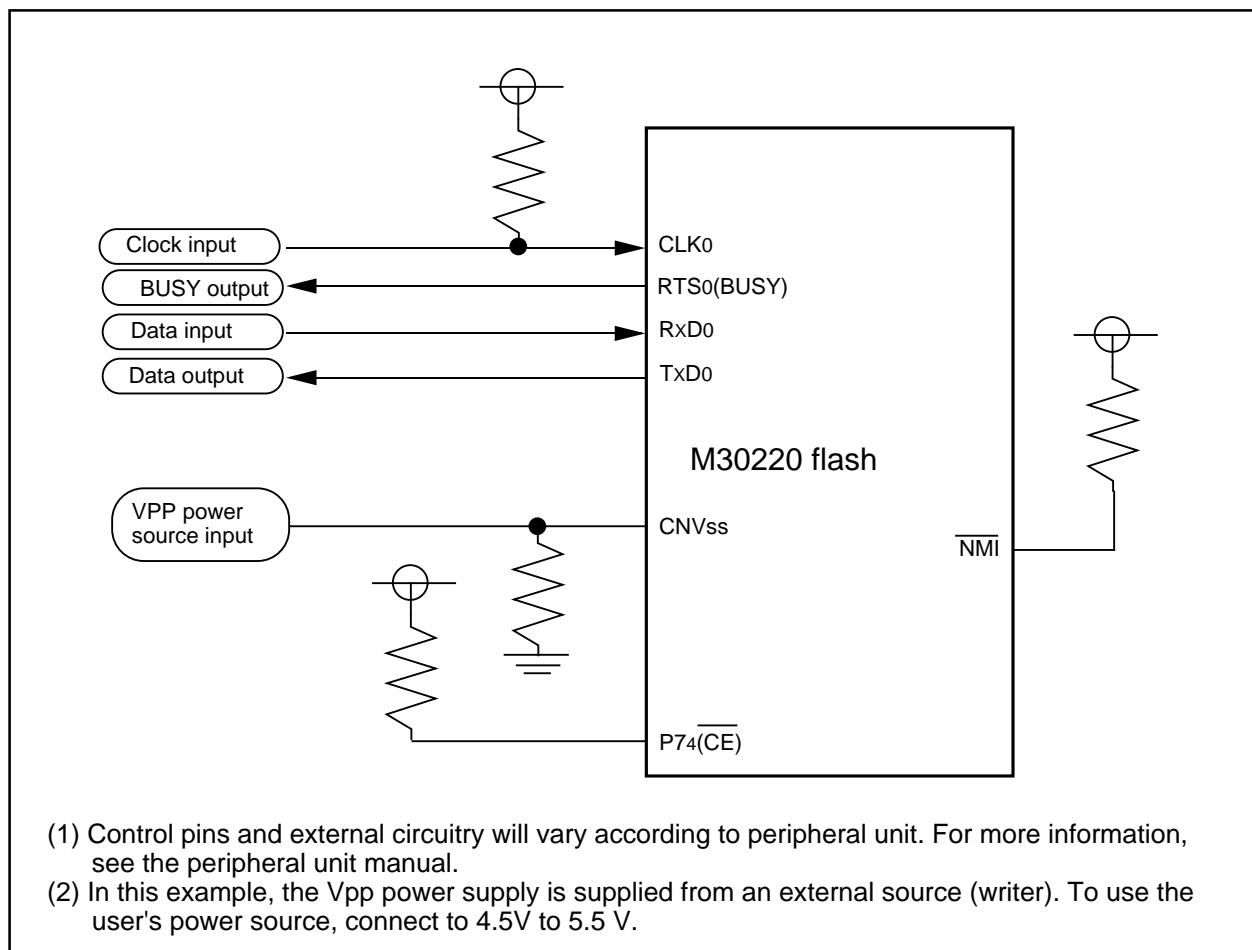 Clock input
CLK0
BUSY output
RTS0(BUSY)
Data input
RXD0
Data output
TXD0
M30220 flash
VPP power
source input
CNVss
NMI
P74(CE)
(1) Control pins and external circuitry will vary according to peripheral unit. For more information,
see the peripheral unit manual.
(2) In this example, the Vpp power supply is supplied from an external source (writer). To use the
user's power source, connect to 4.5V to 5.5 V.